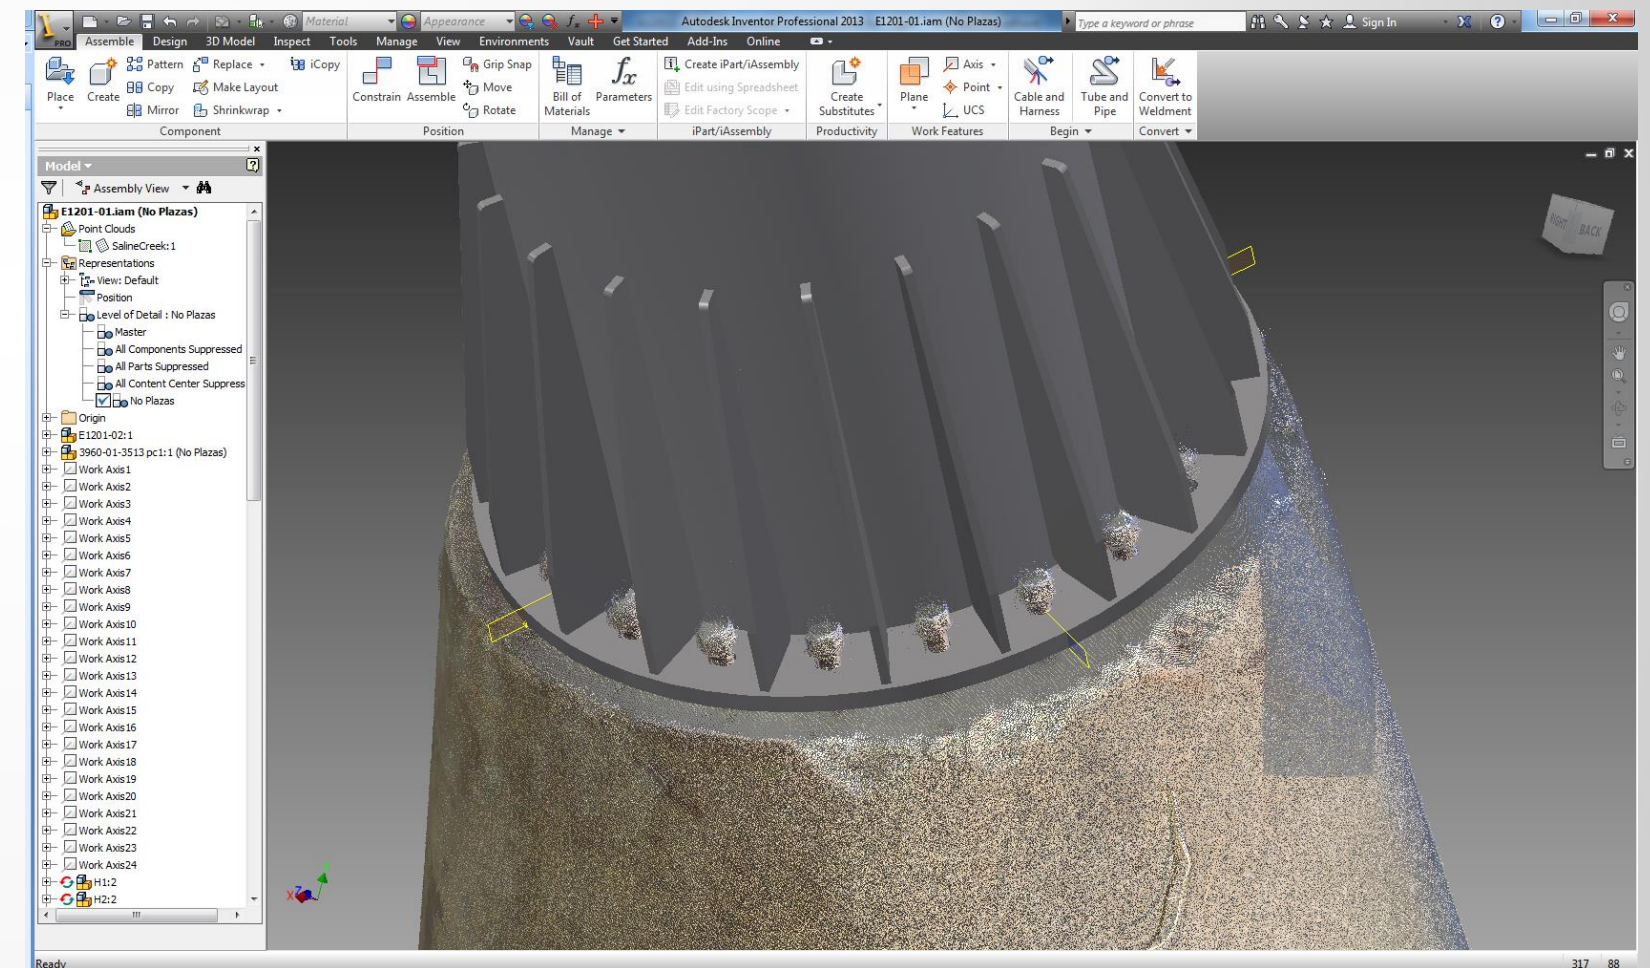 Material Appearance Autodesk Inventor Professional 2013 E1201-01.iam (No Plazas) Type a keyword or phrase Sign In
PRO Assemble Design 3D Model Inspect Tools Manage View Environments Vault Get Started Add-Ins Online
Place
Create
Pattern
Copy
Mirror
Replace
Make Layout
Shrinkwrap
iCopy
Component
Constrain
Assemble
Grip Snap
Move
Rotate
Position
Bill of
Materials
Parameters
Manage
Create iPart/iAssembly
Edit using Spreadsheet
Edit Factory Scope
iPart/iAssembly
Create
Substitutes
Productivity
Plane
Axis
Point
UCS
Work Features
Cable and
Harness
Tube and
Pipe
Begin
Convert to
Weldment
Convert
Model
Assembly View
E1201-01.iam (No Plazas)
Point Clouds
SalineCreek:1
Representations
View: Default
Position
Level of Detail : No Plazas
Master
All Components Suppressed
All Parts Suppressed
All Content Center Suppress
No Plazas
Origin
E1201-02:1
3960-01-3513 pc1:1 (No Plazas)
Work Axis1
Work Axis2
Work Axis3
Work Axis4
Work Axis5
Work Axis6
Work Axis7
Work Axis8
Work Axis9
Work Axis10
Work Axis11
Work Axis12
Work Axis13
Work Axis14
Work Axis15
Work Axis16
Work Axis17
Work Axis18
Work Axis19
Work Axis20
Work Axis21
Work Axis22
Work Axis23
Work Axis24
H1:2
H2:2
RIGHT BACK
X Z
Ready 317 88